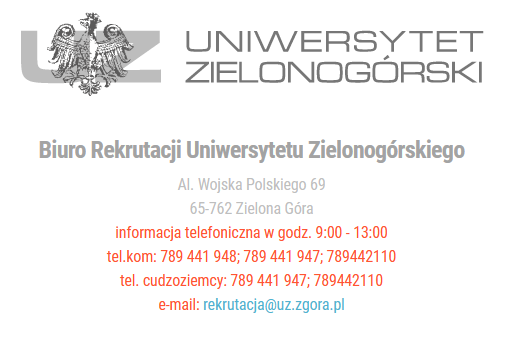 UZ UNIWERSYTET
ZIELONOGÓRSKI
Biuro Rekrutacji Uniwersytetu Zielonogórskiego
Al. Wojska Polskiego 69
65-762 Zielona Góra
informacja telefoniczna w godz. 9:00 - 13:00
tel.kom: 789 441 948; 789 441 947; 789442110
tel. cudzoziemcy: 789 441 947; 789442110
e-mail: rekrutacja@uz.zgora.pl